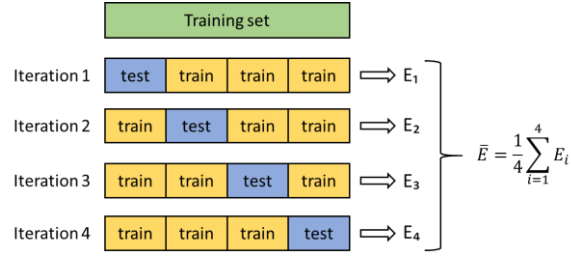 Training set
Iteration 1 test train train train E₁
Iteration 2 train test train train E₂
Iteration 3 train train test train E₃
Iteration 4 train train train test E₄
Ē = 1/4 ∑_{i=1}^{4} E_i